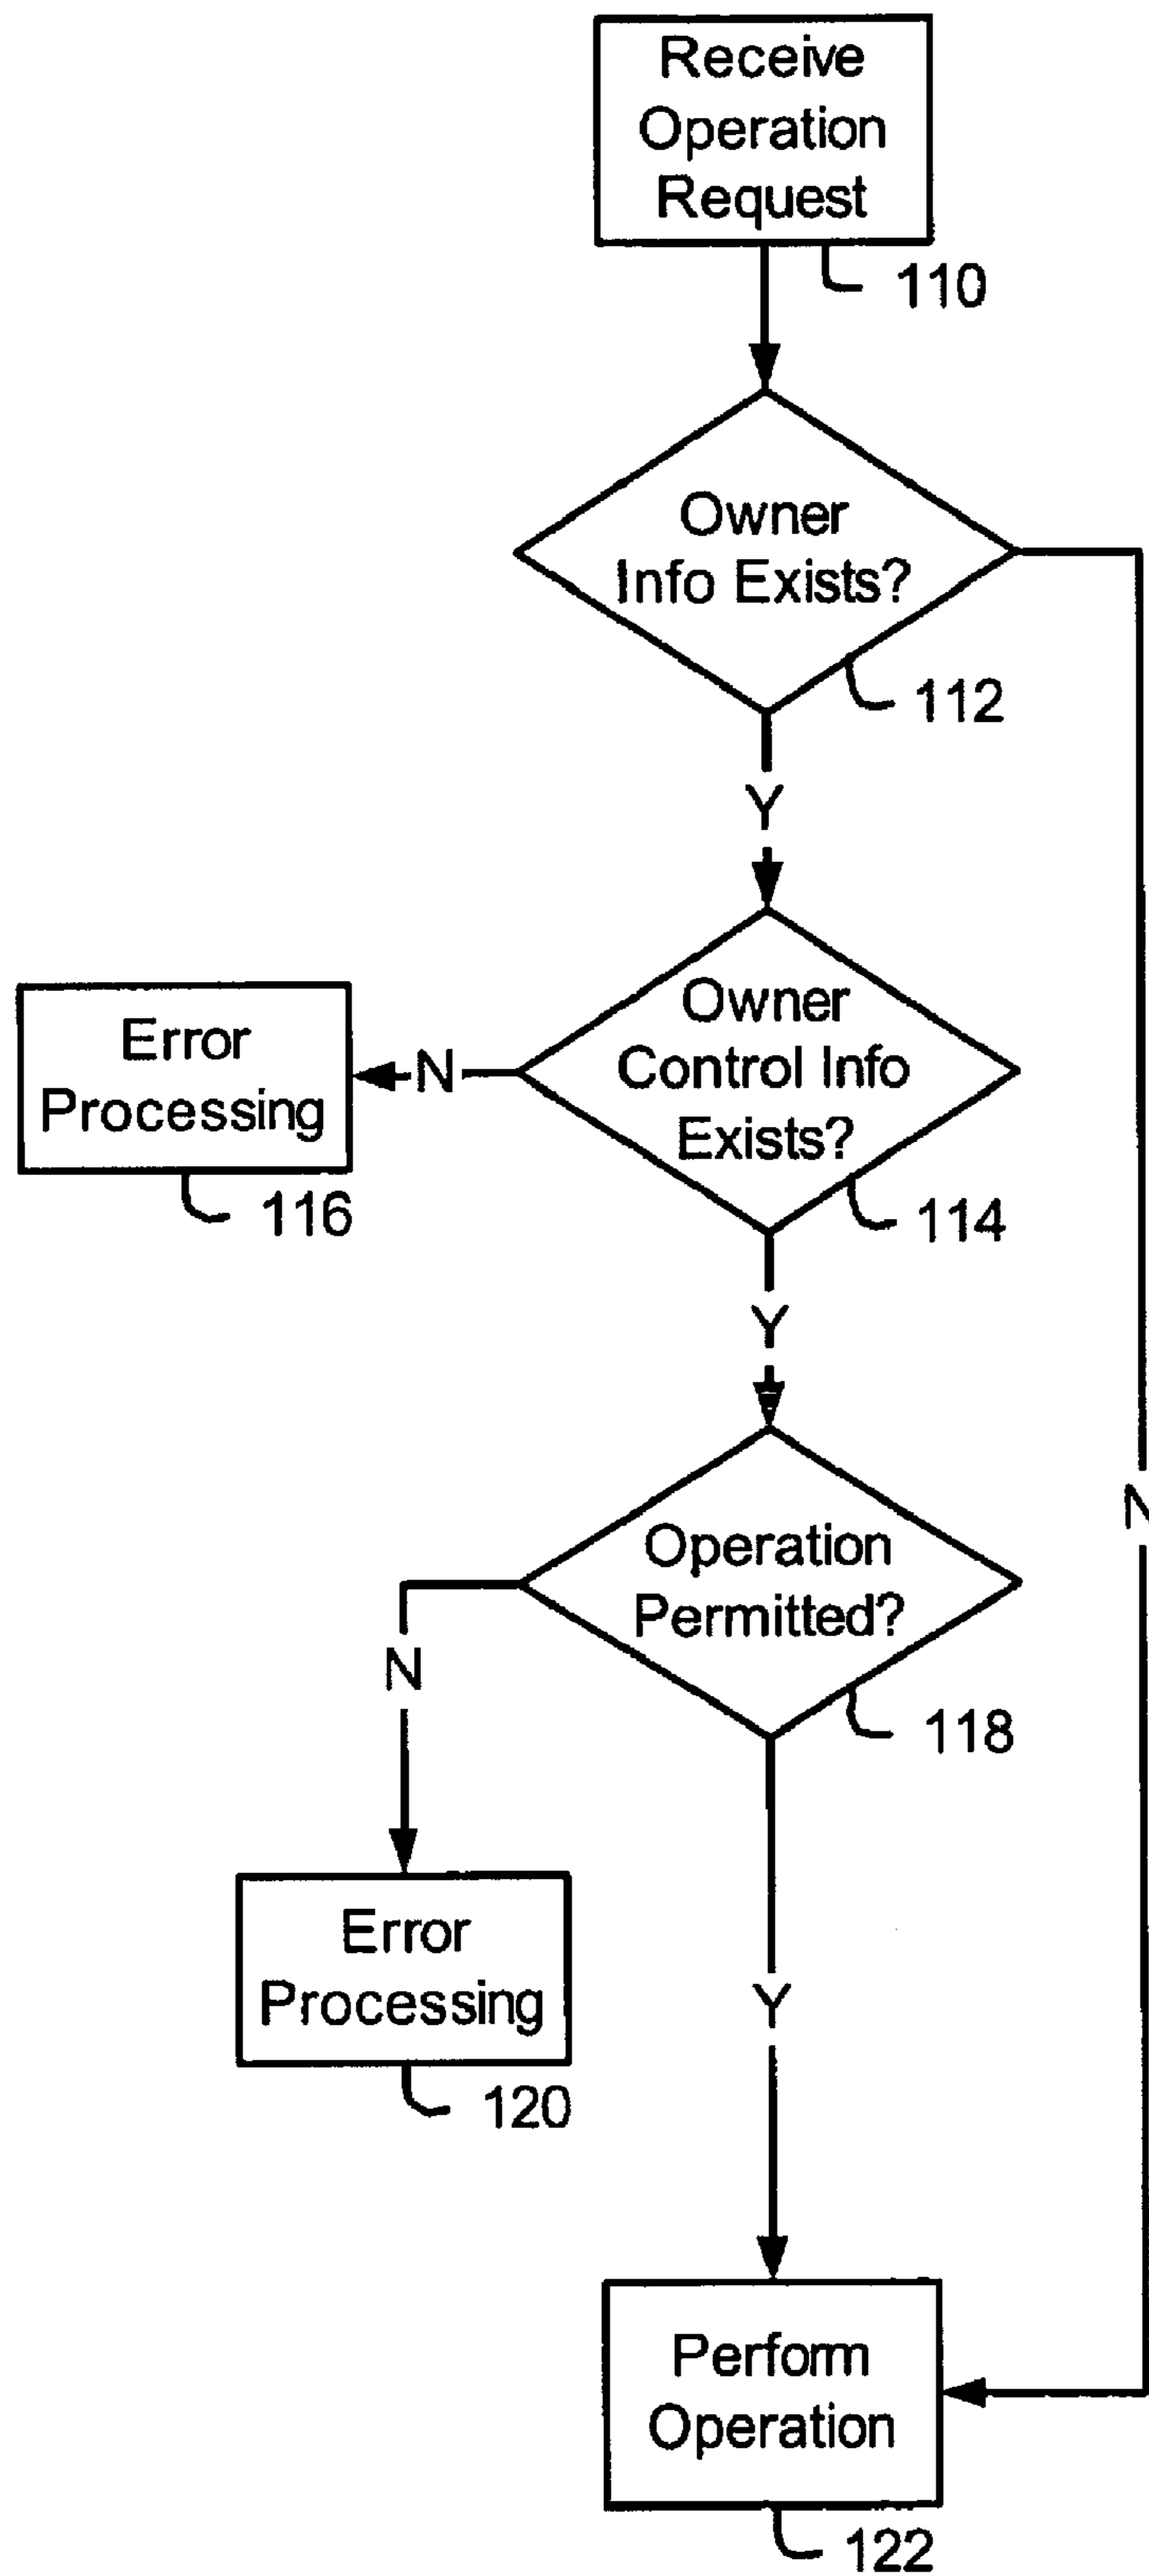 Receive
Operation
Request
110
Owner
Info Exists?
112
Y
Owner
Control Info
Exists?
114
N
Error
Processing
116
Y
N
Operation
Permitted?
118
N
Error
Processing
120
Y
Perform
Operation
122